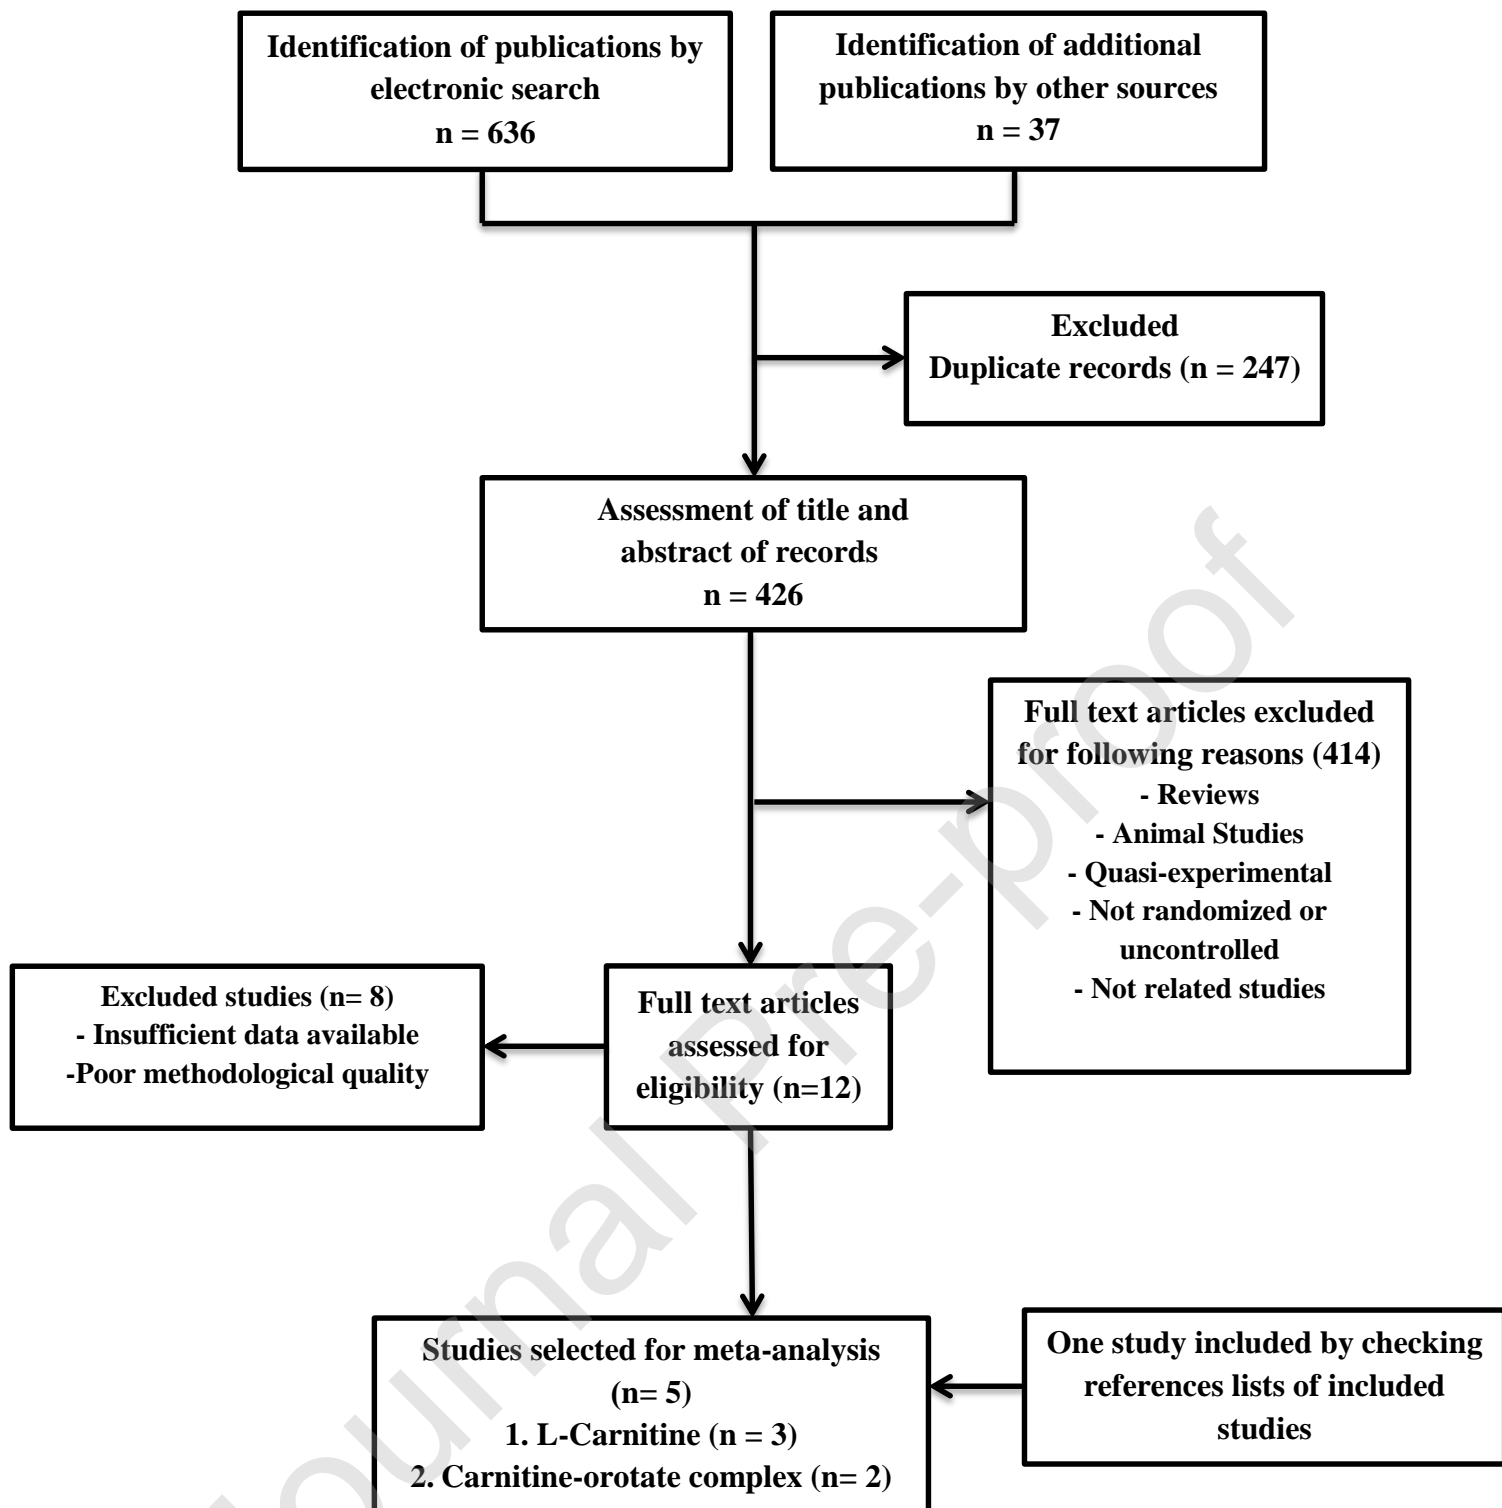 Identification of publications by
electronic search
n = 636
Identification of additional
publications by other sources
n = 37
Excluded
Duplicate records (n = 247)
Assessment of title and
abstract of records
n = 426
Full text articles excluded
for following reasons (414)
- Reviews
- Animal Studies
- Quasi-experimental
- Not randomized or
uncontrolled
- Not related studies
Excluded studies (n= 8)
- Insufficient data available
-Poor methodological quality
Full text articles
assessed for
eligibility (n=12)
Studies selected for meta-analysis
(n= 5)
1. L-Carnitine (n = 3)
2. Carnitine-orotate complex (n= 2)
One study included by checking
references lists of included
studies
Journal Pre-proof